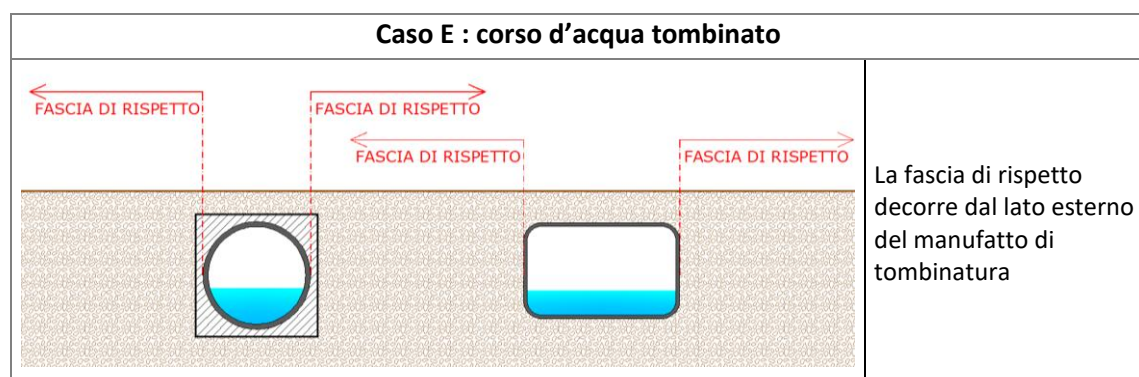 Caso E : corso d’acqua tombinato
FASCIA DI RISPETTO
FASCIA DI RISPETTO
FASCIA DI RISPETTO
FASCIA DI RISPETTO
La fascia di rispetto
decorre dal lato esterno
del manufatto di
tombinatura